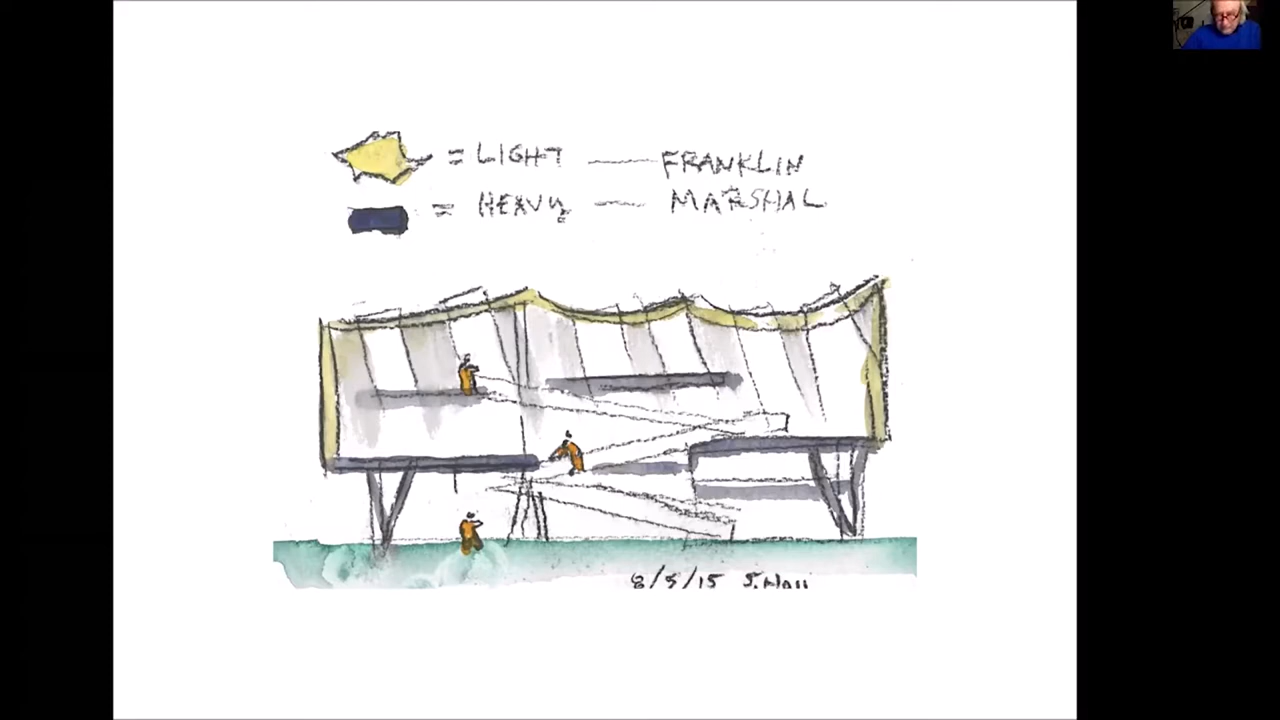 = LIGHT — FRANKLIN
= HEAVY — MARSHAL
8/5/15 S.Holl